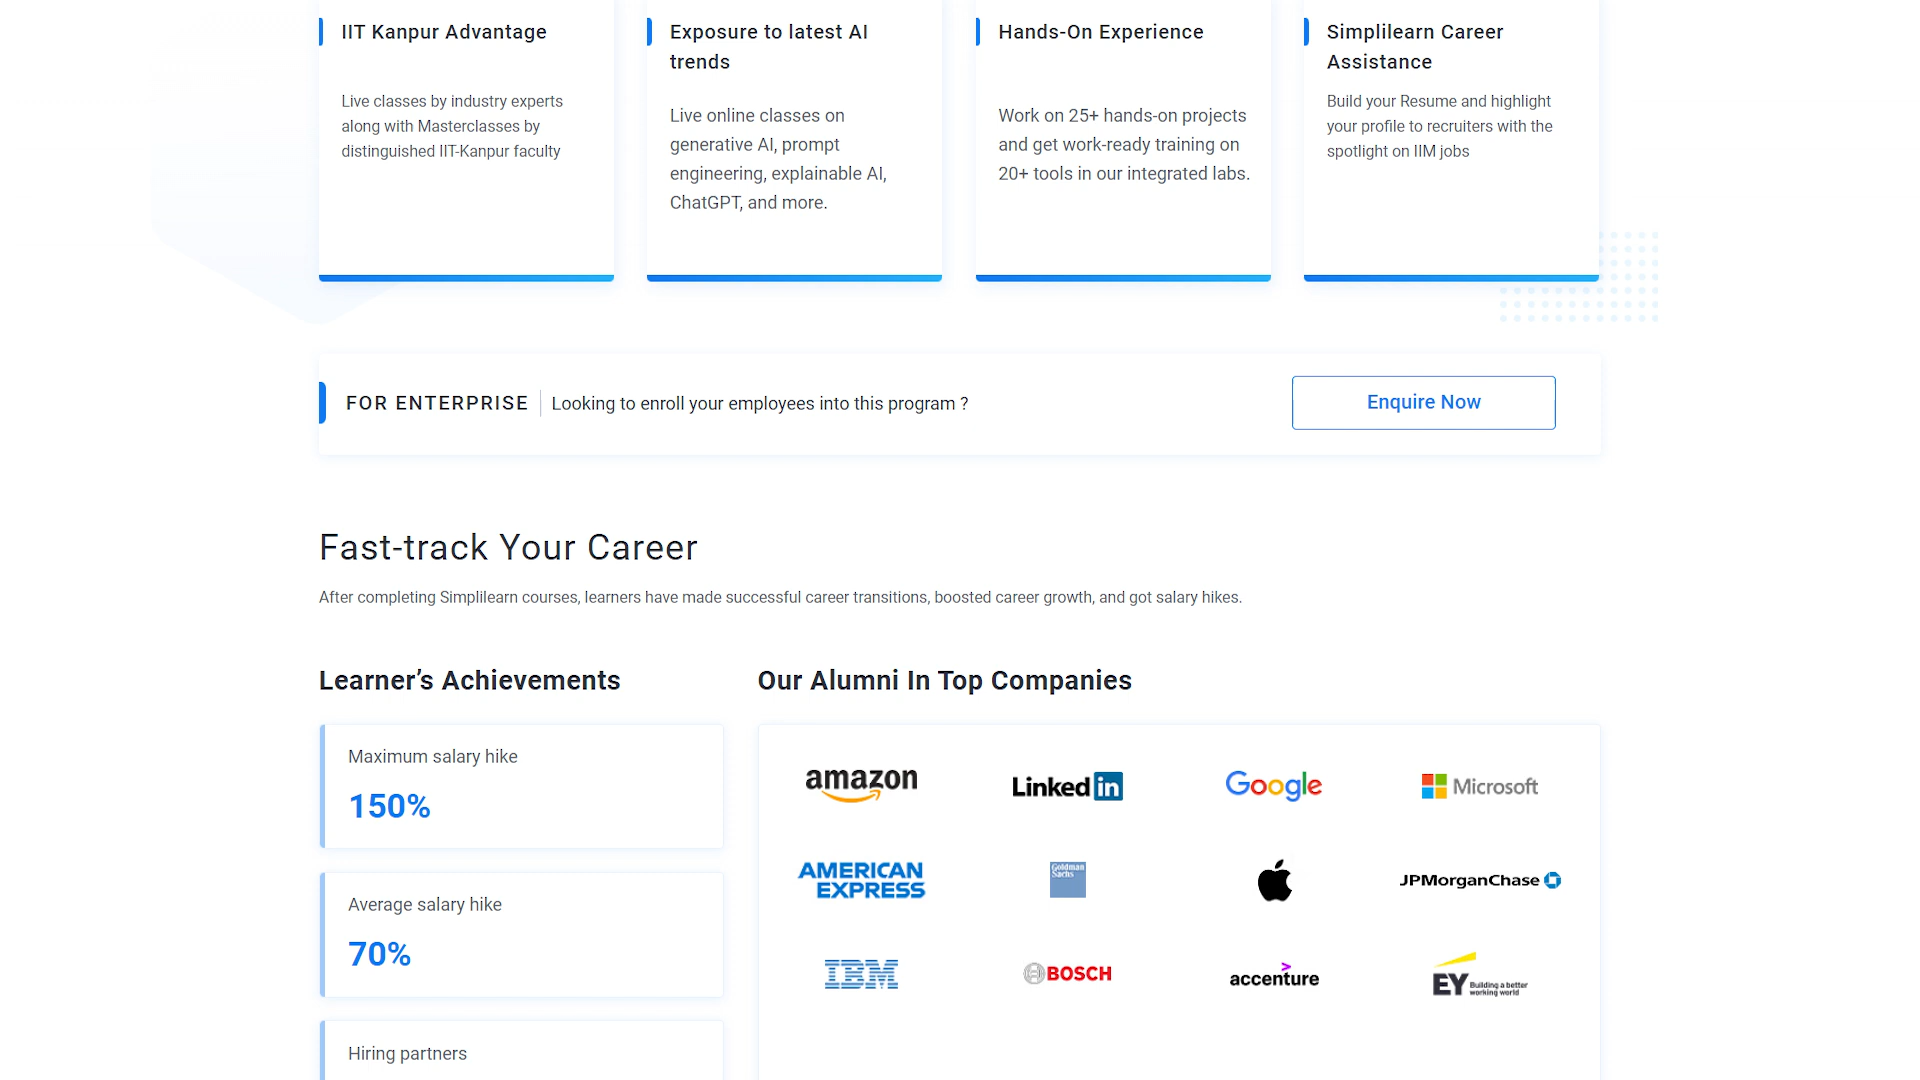 IIT Kanpur Advantage
Live classes by industry experts
along with Masterclasses by
distinguished IIT-Kanpur faculty
Exposure to latest AI
trends
Live online classes on
generative AI, prompt
engineering, explainable AI,
ChatGPT, and more.
Hands-On Experience
Work on 25+ hands-on projects
and get work-ready training on
20+ tools in our integrated labs.
Simplilearn Career
Assistance
Build your Resume and highlight
your profile to recruiters with the
spotlight on IIM jobs
FOR ENTERPRISE Looking to enroll your employees into this program ?
Enquire Now
Fast-track Your Career
After completing Simplilearn courses, learners have made successful career transitions, boosted career growth, and got salary hikes.
Learner’s Achievements
Maximum salary hike
150%
Average salary hike
70%
Hiring partners
Our Alumni In Top Companies
amazon
Linked in
Google
Microsoft
AMERICAN
EXPRESS
Goldman
Sachs
JPMorganChase
IBM
BOSCH
accenture
EY Building a better
working world